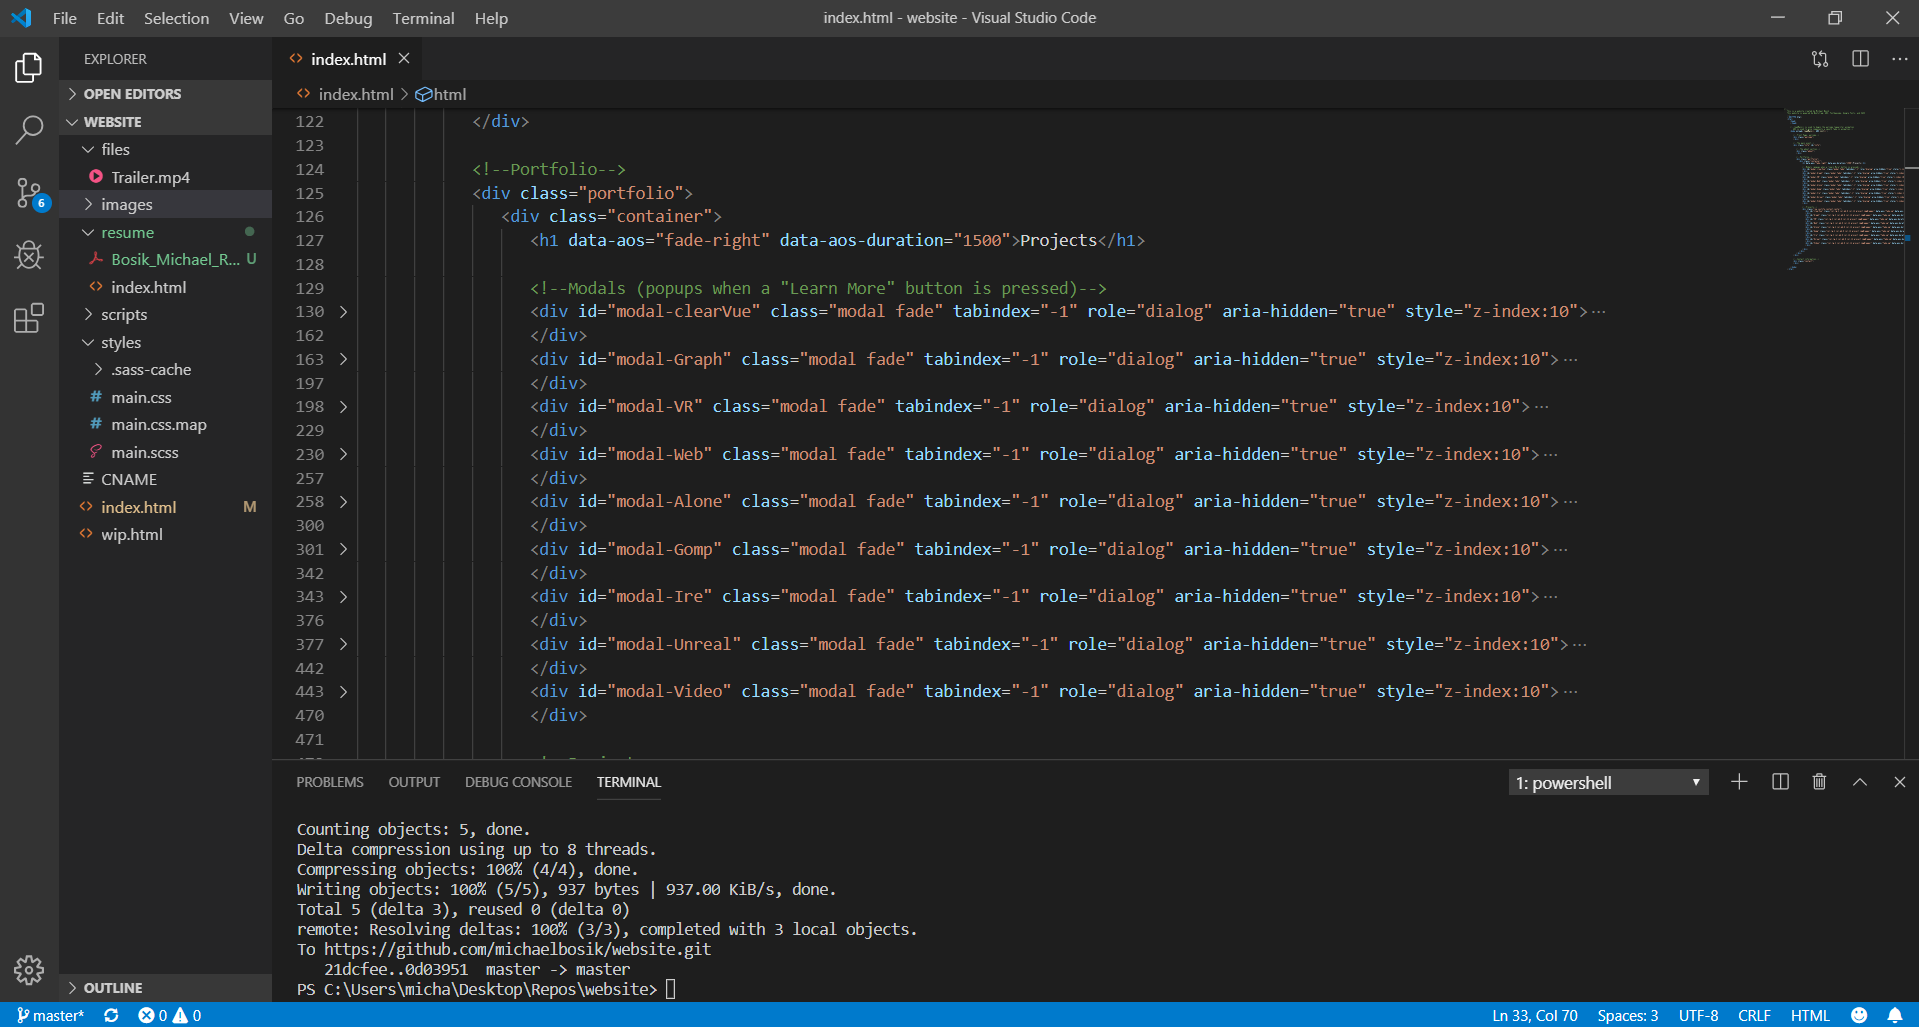 File Edit Selection View Go Debug Terminal Help
index.html - website - Visual Studio Code
EXPLORER
OPEN EDITORS
WEBSITE
files
Trailer.mp4
images
resume
Bosik_Michael_R... U
index.html
scripts
styles
.sass-cache
main.css
main.css.map
main.scss
CNAME
index.html M
wip.html
OUTLINE
6
index.html
index.html > html
122 </div>
123
124 <!--Portfolio-->
125 <div class="portfolio">
126 <div class="container">
127 <h1 data-aos="fade-right" data-aos-duration="1500">Projects</h1>
128
129 <!--Modals (popups when a "Learn More" button is pressed)-->
130 <div id="modal-clearVue" class="modal fade" tabindex="-1" role="dialog" aria-hidden="true" style="z-index:10">···
162 </div>
163 <div id="modal-Graph" class="modal fade" tabindex="-1" role="dialog" aria-hidden="true" style="z-index:10">···
197 </div>
198 <div id="modal-VR" class="modal fade" tabindex="-1" role="dialog" aria-hidden="true" style="z-index:10">···
229 </div>
230 <div id="modal-Web" class="modal fade" tabindex="-1" role="dialog" aria-hidden="true" style="z-index:10">···
257 </div>
258 <div id="modal-Alone" class="modal fade" tabindex="-1" role="dialog" aria-hidden="true" style="z-index:10">···
300 </div>
301 <div id="modal-Gomp" class="modal fade" tabindex="-1" role="dialog" aria-hidden="true" style="z-index:10">···
342 </div>
343 <div id="modal-Ire" class="modal fade" tabindex="-1" role="dialog" aria-hidden="true" style="z-index:10">···
376 </div>
377 <div id="modal-Unreal" class="modal fade" tabindex="-1" role="dialog" aria-hidden="true" style="z-index:10">···
442 </div>
443 <div id="modal-Video" class="modal fade" tabindex="-1" role="dialog" aria-hidden="true" style="z-index:10">···
470 </div>
471
PROBLEMS OUTPUT DEBUG CONSOLE TERMINAL
1: powershell
Counting objects: 5, done.
Delta compression using up to 8 threads.
Compressing objects: 100% (4/4), done.
Writing objects: 100% (5/5), 937 bytes | 937.00 KiB/s, done.
Total 5 (delta 3), reused 0 (delta 0)
remote: Resolving deltas: 100% (3/3), completed with 3 local objects.
To https://github.com/michaelbosik/website.git
21dcfee..0d03951 master -> master
PS C:\Users\micha\Desktop\Repos\website>
master* 0 0
Ln 33, Col 70 Spaces: 3 UTF-8 CRLF HTML